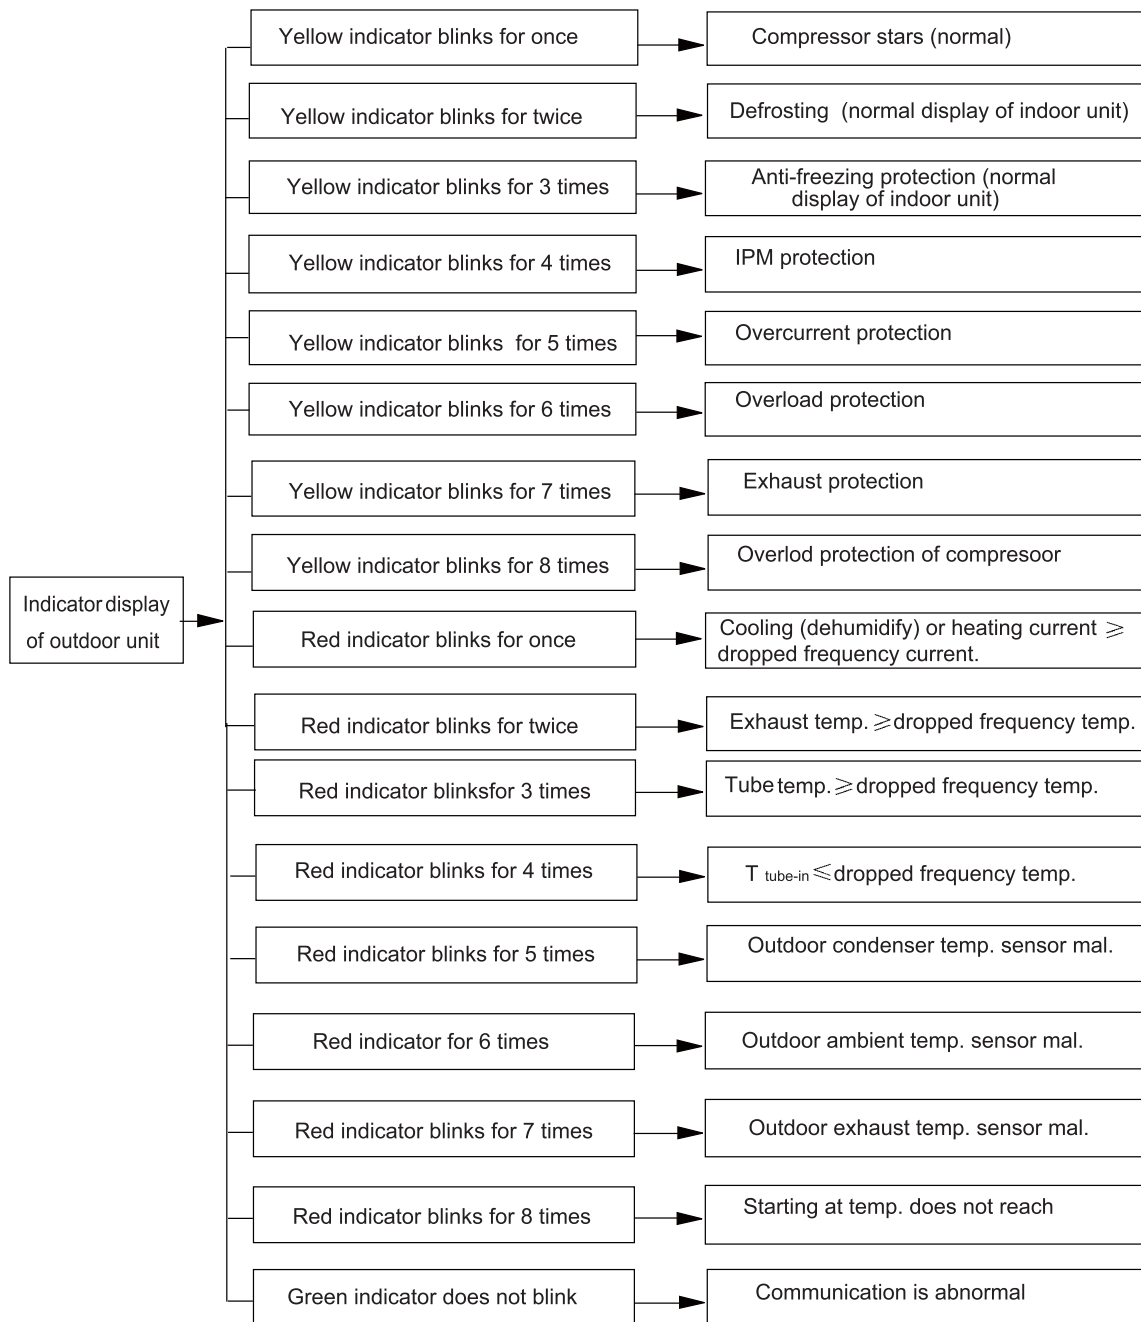 Yellow indicator blinks for once
Compressor stars (normal)
Yellow indicator blinks for twice
Defrosting (normal display of indoor unit)
Yellow indicator blinks for 3 times
Anti-freezing protection (normal
display of indoor unit)
Yellow indicator blinks for 4 times
IPM protection
Yellow indicator blinks for 5 times
Overcurrent protection
Yellow indicator blinks for 6 times
Overload protection
Yellow indicator blinks for 7 times
Exhaust protection
Yellow indicator blinks for 8 times
Overlod protection of compresoor
Indicator display
of outdoor unit
Red indicator blinks for once
Cooling (dehumidify) or heating current ⩾
dropped frequency current.
Red indicator blinks for twice
Exhaust temp. ⩾dropped frequency temp.
Red indicator blinksfor 3 times
Tube temp. ⩾dropped frequency temp.
Red indicator blinks for 4 times
T tube-in ⩽dropped frequency temp.
Red indicator blinks for 5 times
Outdoor condenser temp. sensor mal.
Red indicator for 6 times
Outdoor ambient temp. sensor mal.
Red indicator blinks for 7 times
Outdoor exhaust temp. sensor mal.
Red indicator blinks for 8 times
Starting at temp. does not reach
Green indicator does not blink
Communication is abnormal